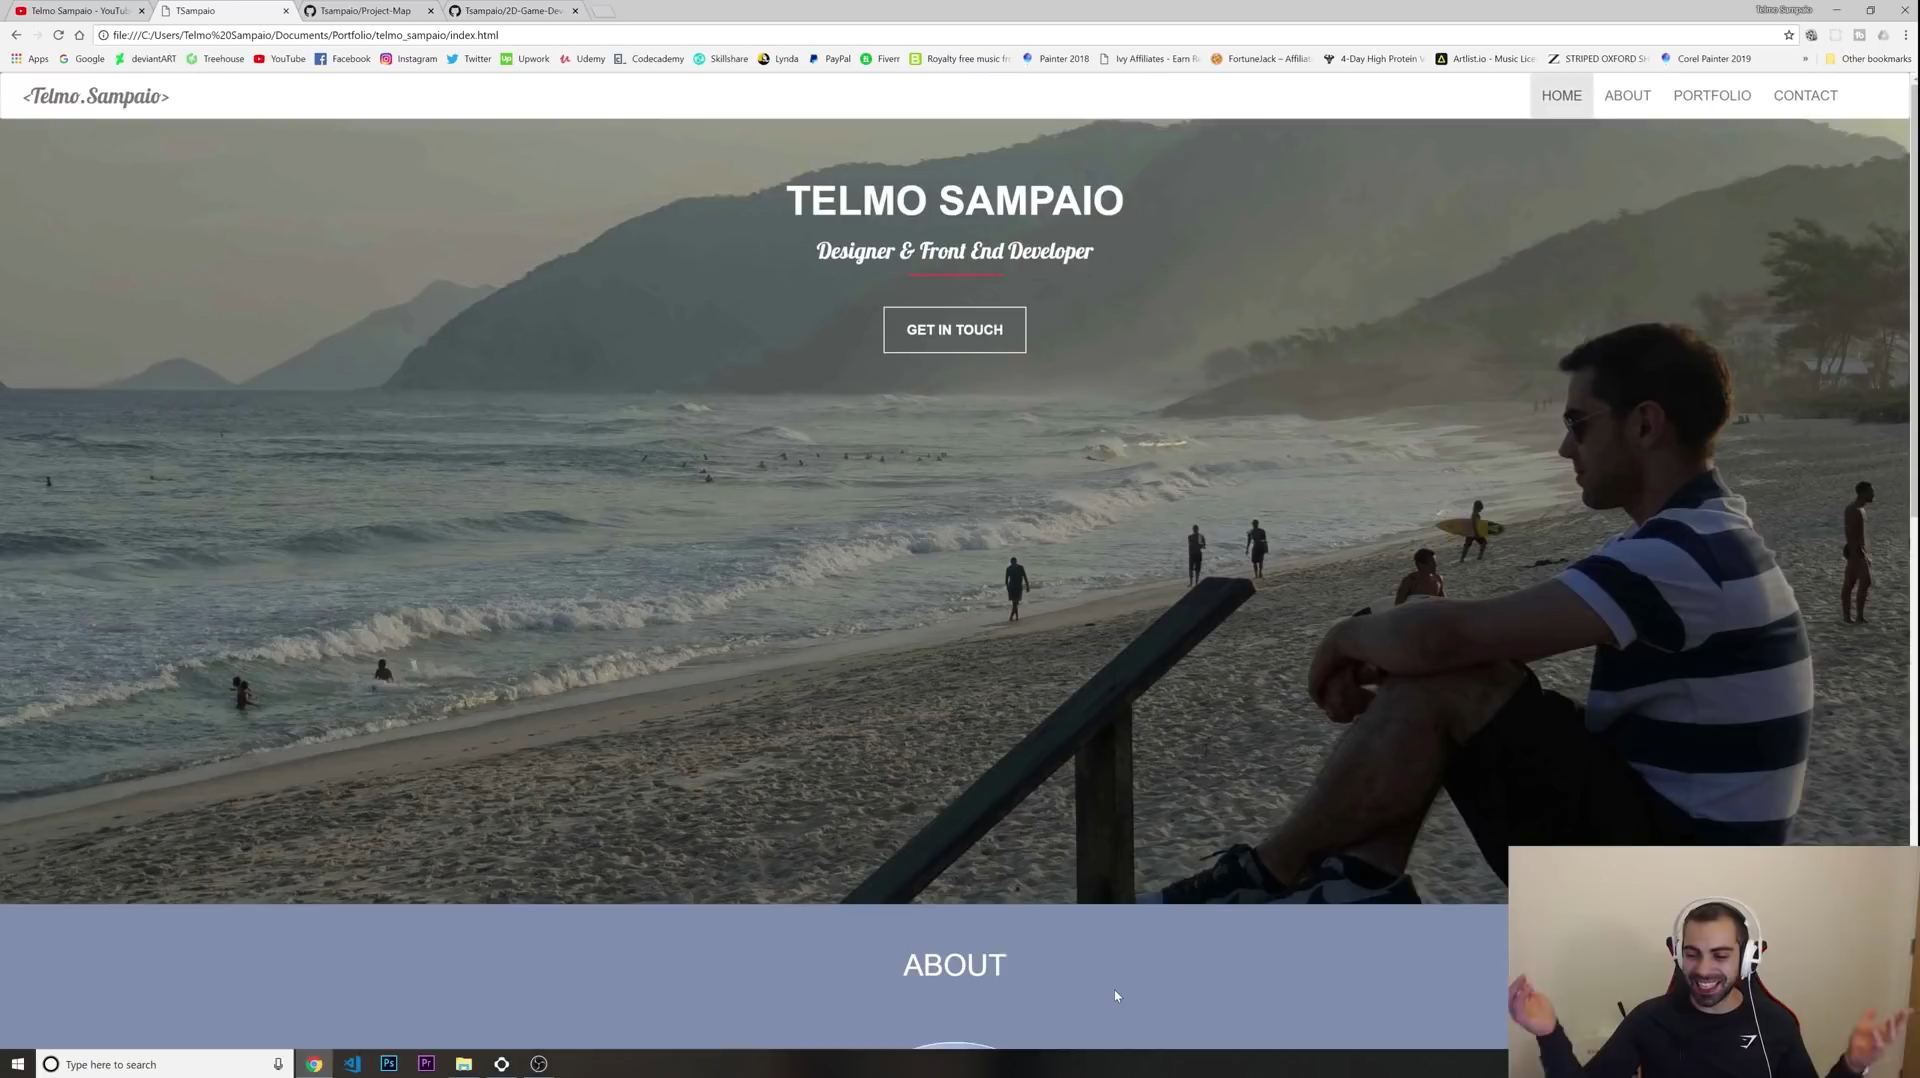 Telmo Sampaio - YouTub
TSampaio
Tsampaio/Project-Map
Tsampaio/2D-Game-Dev
Telmo Sampaio
file:///C:/Users/Telmo%20Sampaio/Documents/Portfolio/telmo_sampaio/index.html
Apps Google deviantART Treehouse YouTube Facebook Instagram Twitter Upwork Udemy Codecademy Skillshare Lynda PayPal Fiverr Royalty free music fr Painter 2018 Ivy Affiliates - Earn R FortuneJack – Affiliat 4-Day High Protein V Artlist.io - Music Lice STRIPED OXFORD SH Corel Painter 2019 » Other bookmarks
<Telmo.Sampaio>
HOME ABOUT PORTFOLIO CONTACT
TELMO SAMPAIO
Designer & Front End Developer
GET IN TOUCH
ABOUT
Type here to search
Ps
Pr